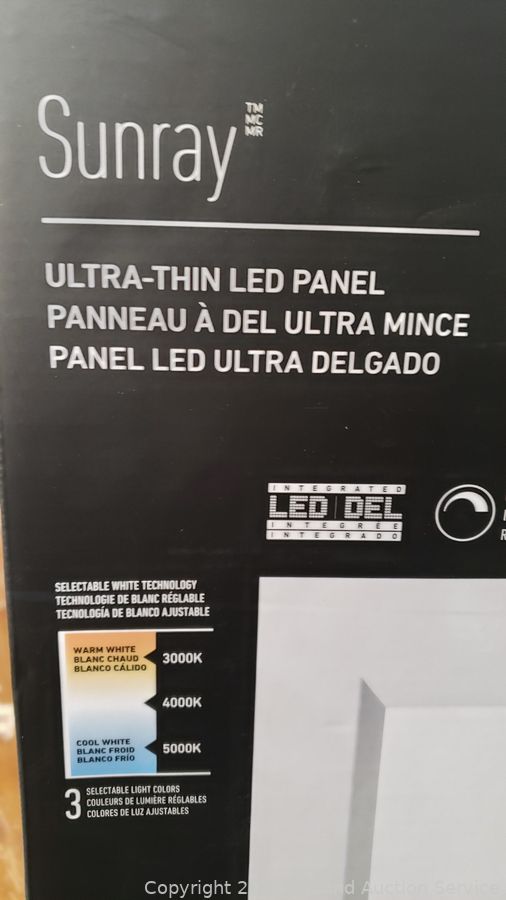 Sunray
TM
MC
MR
ULTRA-THIN LED PANEL
PANNEAU À DEL ULTRA MINCE
PANEL LED ULTRA DELGADO
INTEGRATED
LED DEL
INTEGREE
INTEGRADO
SELECTABLE WHITE TECHNOLOGY
TECHNOLOGIE DE BLANC RÉGLABLE
TECNOLOGÍA DE BLANCO AJUSTABLE
WARM WHITE
BLANC CHAUD
BLANCO CÁLIDO
3000K
4000K
COOL WHITE
BLANC FROID
BLANCO FRÍO
5000K
3
SELECTABLE LIGHT COLORS
COULEURS DE LUMIÈRE RÉGLABLES
COLORES DE LUZ AJUSTABLES
Copyright Auction Service